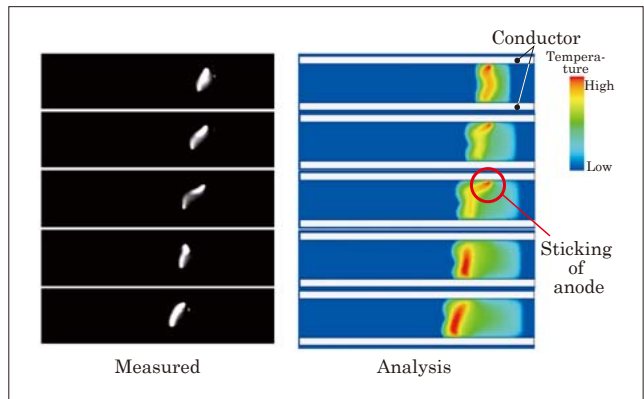 Conductor
Tempera-
ture
High
Low
Sticking
of
anode
Measured
Analysis